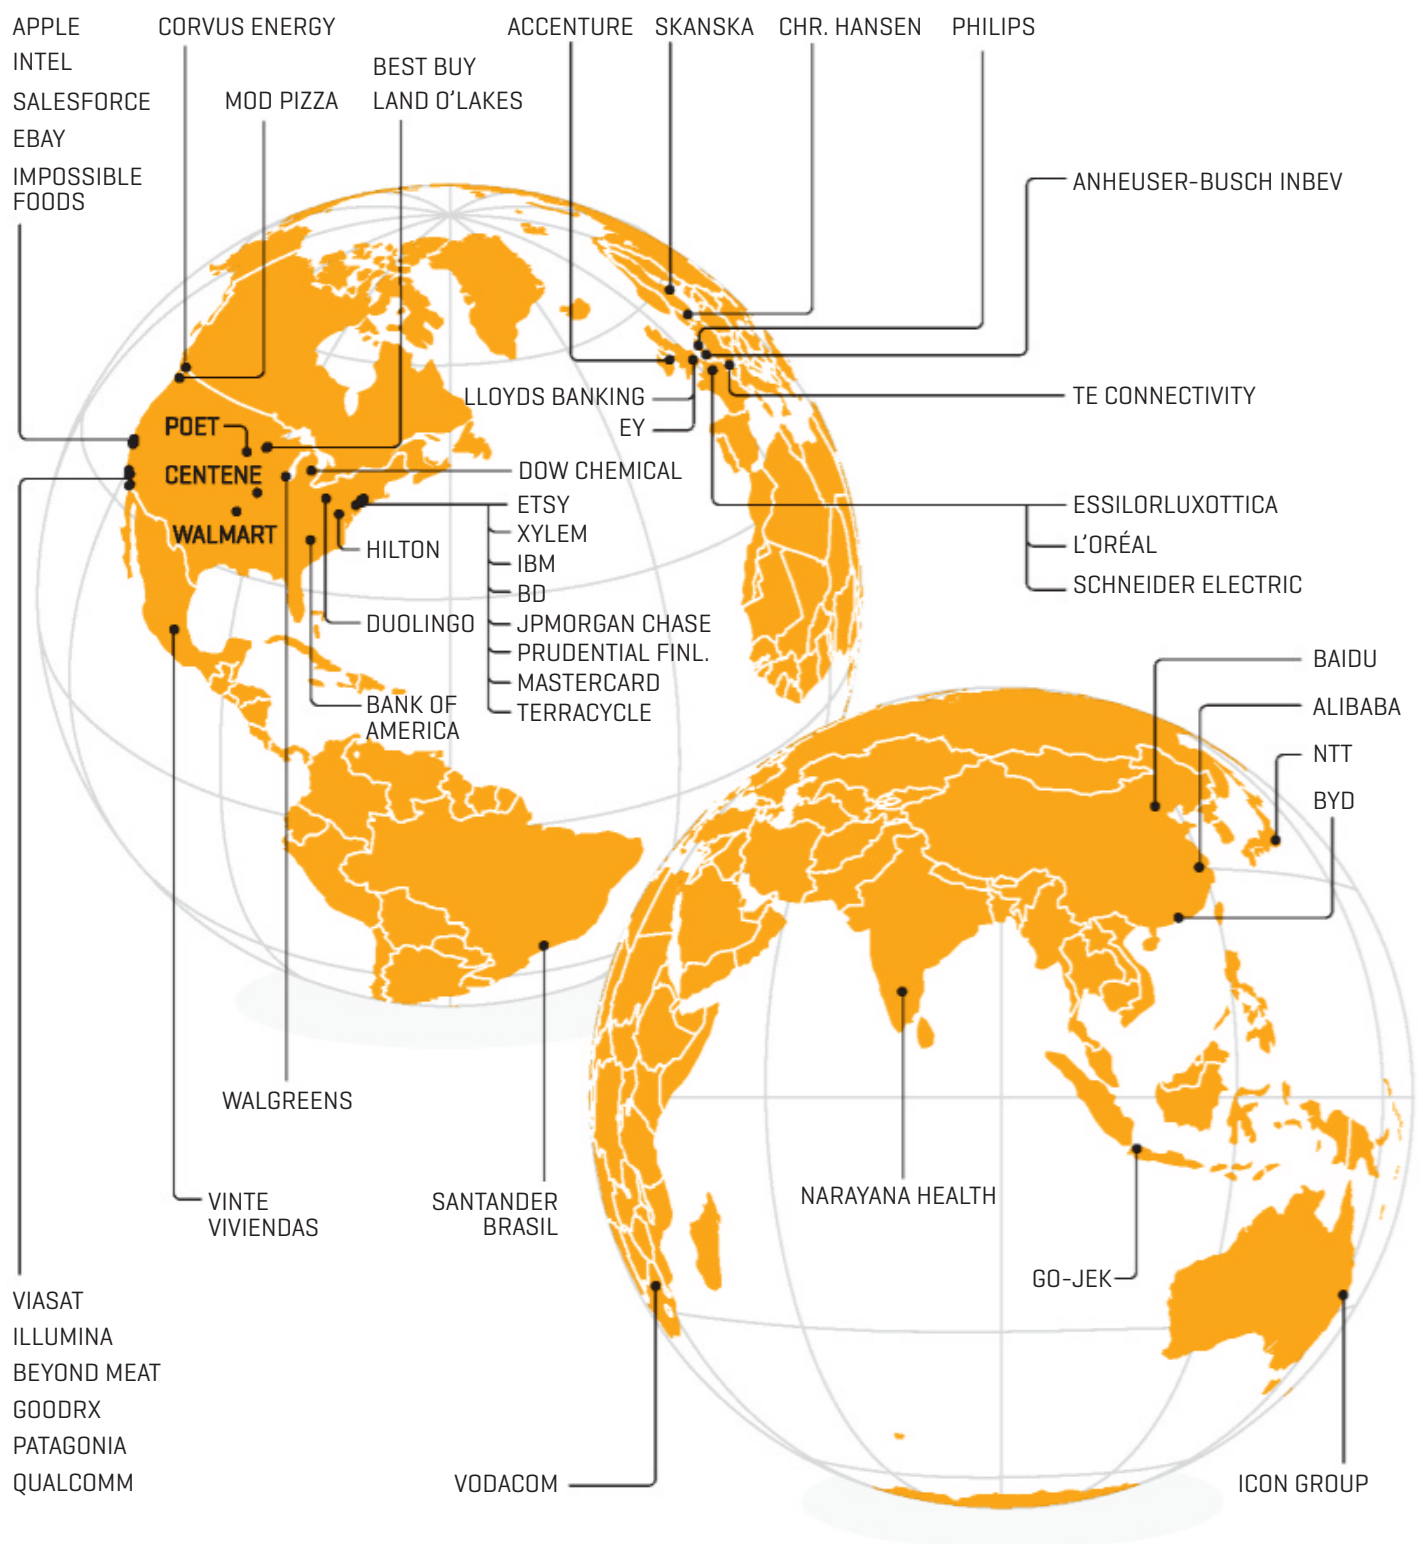 APPLE
INTEL
SALESFORCE
EBAY
IMPOSSIBLE
FOODS
CORVUS ENERGY
MOD PIZZA
BEST BUY
LAND O'LAKES
ACCENTURE
SKANSKA
CHR. HANSEN
PHILIPS
ANHEUSER-BUSCH INBEV
LLOYDS BANKING
EY
TE CONNECTIVITY
POET
CENTENE
WALMART
DOW CHEMICAL
ETSY
XYLEM
IBM
BD
JPMORGAN CHASE
PRUDENTIAL FINL.
MASTERCARD
TERRACYCLE
HILTON
DUOLINGO
BANK OF
AMERICA
ESSILORLUXOTTICA
L'ORÉAL
SCHNEIDER ELECTRIC
BAIDU
ALIBABA
NTT
BYD
WALGREENS
VINTE
VIVIENDAS
SANTANDER
BRASIL
NARAYANA HEALTH
GO-JEK
VIASAT
ILLUMINA
BEYOND MEAT
GOODRX
PATAGONIA
QUALCOMM
VODACOM
ICON GROUP